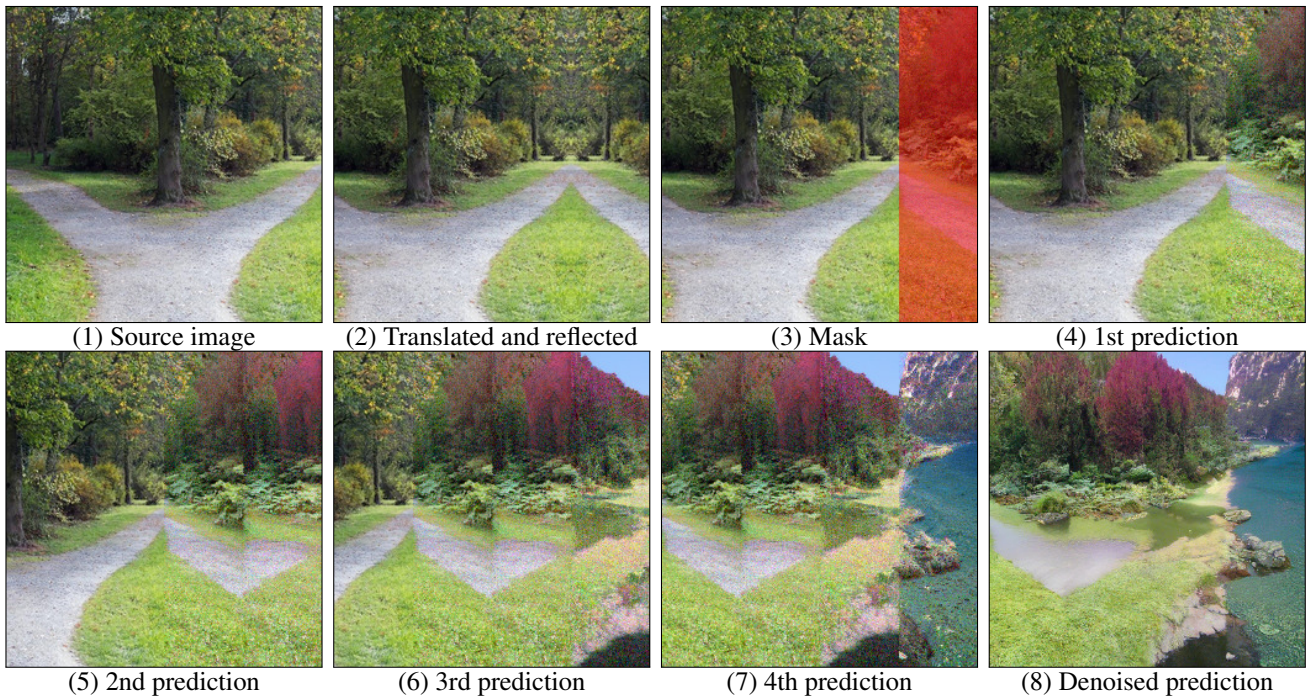 (1) Source image
(2) Translated and reflected
(3) Mask
(4) 1st prediction
(5) 2nd prediction
(6) 3rd prediction
(7) 4th prediction
(8) Denoised prediction